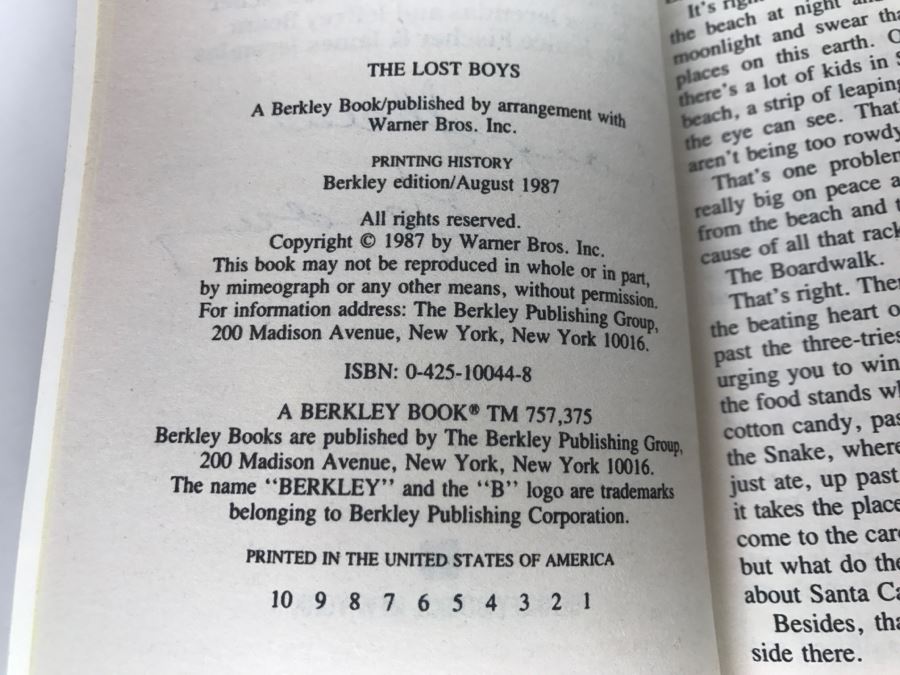 THE LOST BOYS
A Berkley Book/published by arrangement with
Warner Bros. Inc.
PRINTING HISTORY
Berkley edition/August 1987
All rights reserved.
Copyright © 1987 by Warner Bros. Inc.
This book may not be reproduced in whole or in part,
by mimeograph or any other means, without permission.
For information address: The Berkley Publishing Group,
200 Madison Avenue, New York, New York 10016.
ISBN: 0-425-10044-8
A BERKLEY BOOK® TM 757,375
Berkley Books are published by The Berkley Publishing Group,
200 Madison Avenue, New York, New York 10016.
The name "BERKLEY" and the "B" logo are trademarks
belonging to Berkley Publishing Corporation.
PRINTED IN THE UNITED STATES OF AMERICA
10 9 8 7 6 5 4 3 2 1
It's
the beach at night
moonlight and swear
places on this earth.
there's a lot of kids in
beach, a strip of leaping
the eye can see.
aren't being too rowdy
That's one
really big on peace
from the beach and
cause of all that
The Boardwalk.
That's right.
the beating heart
past the
urging you to win
the food stands
cotton candy,
the Snake, where
just ate, up past
it takes the place
come to the
but what do
about Santa
Besides,
side there.